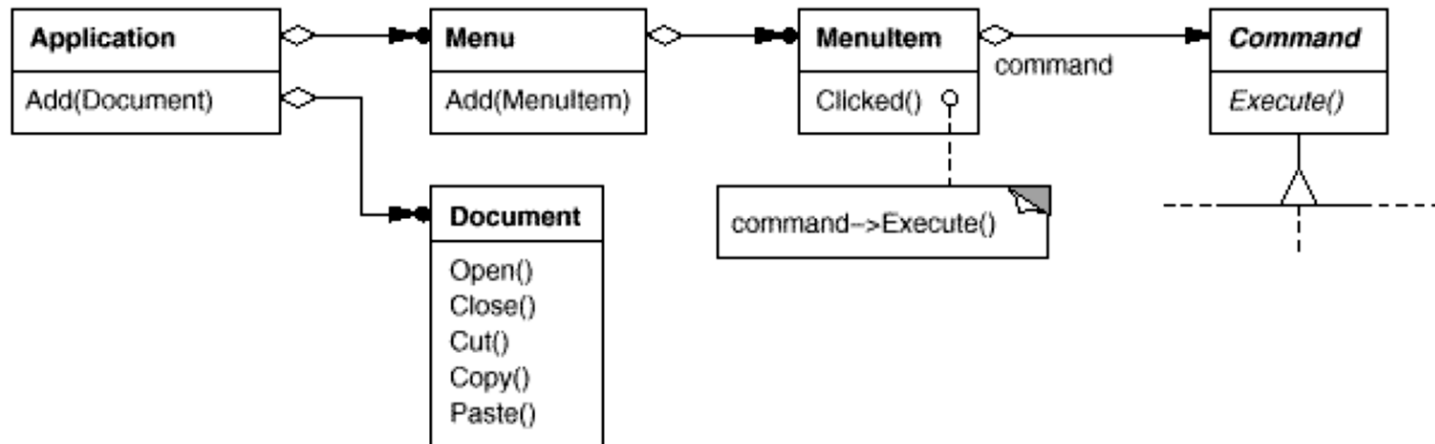 Application
Add(Document)
Menu
Add(MenuItem)
MenuItem
Clicked()
command
Command
Execute()
command->Execute()
Document
Open()
Close()
Cut()
Copy()
Paste()